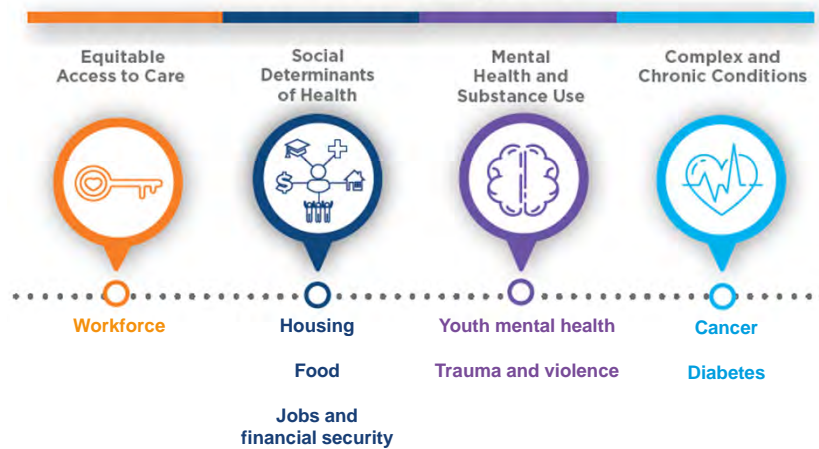 Equitable
Access to Care
Social
Determinants
of Health
Mental
Health and
Substance Use
Complex and
Chronic Conditions
$
Workforce
Housing
Food
Jobs and
financial security
Youth mental health
Trauma and violence
Cancer
Diabetes